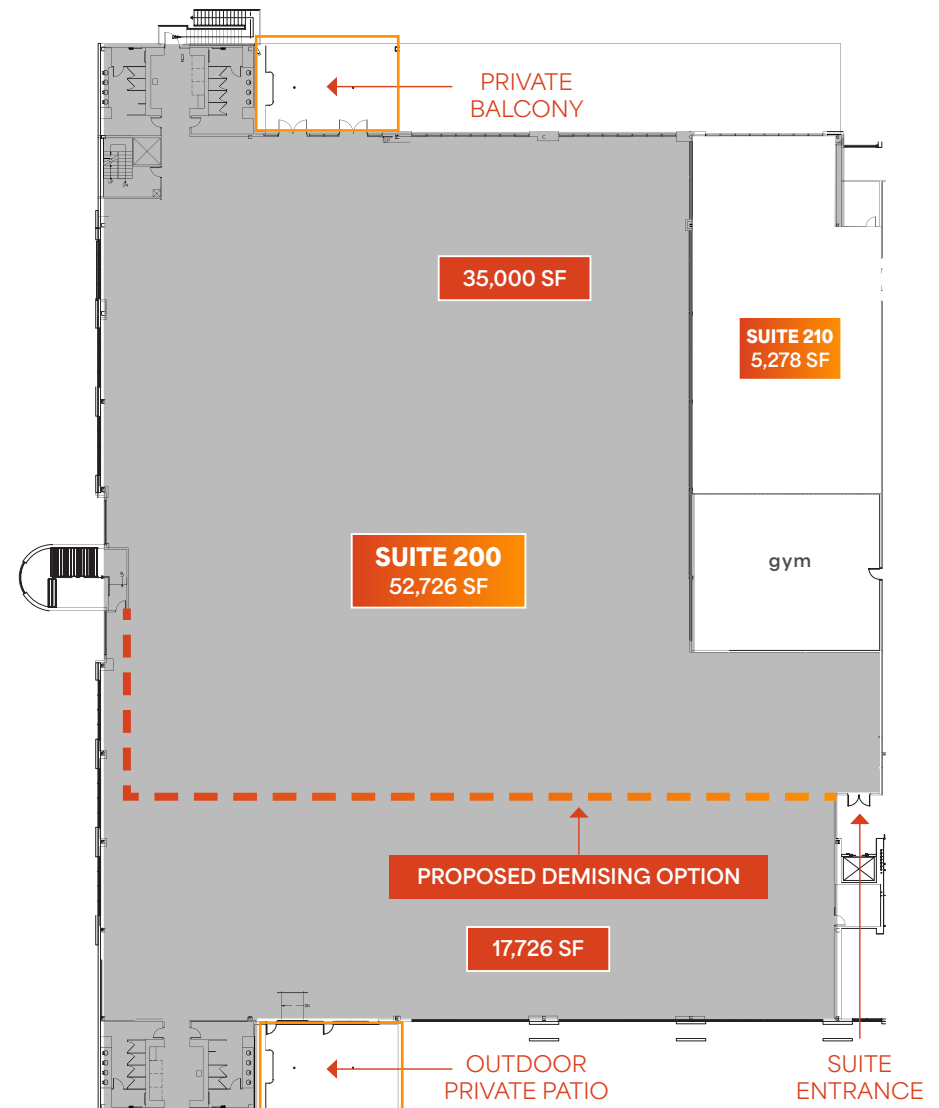 PRIVATE
BALCONY
35,000 SF
SUITE 210
5,278 SF
SUITE 200
52,726 SF
gym
PROPOSED DEMISING OPTION
17,726 SF
OUTDOOR
PRIVATE PATIO
SUITE
ENTRANCE